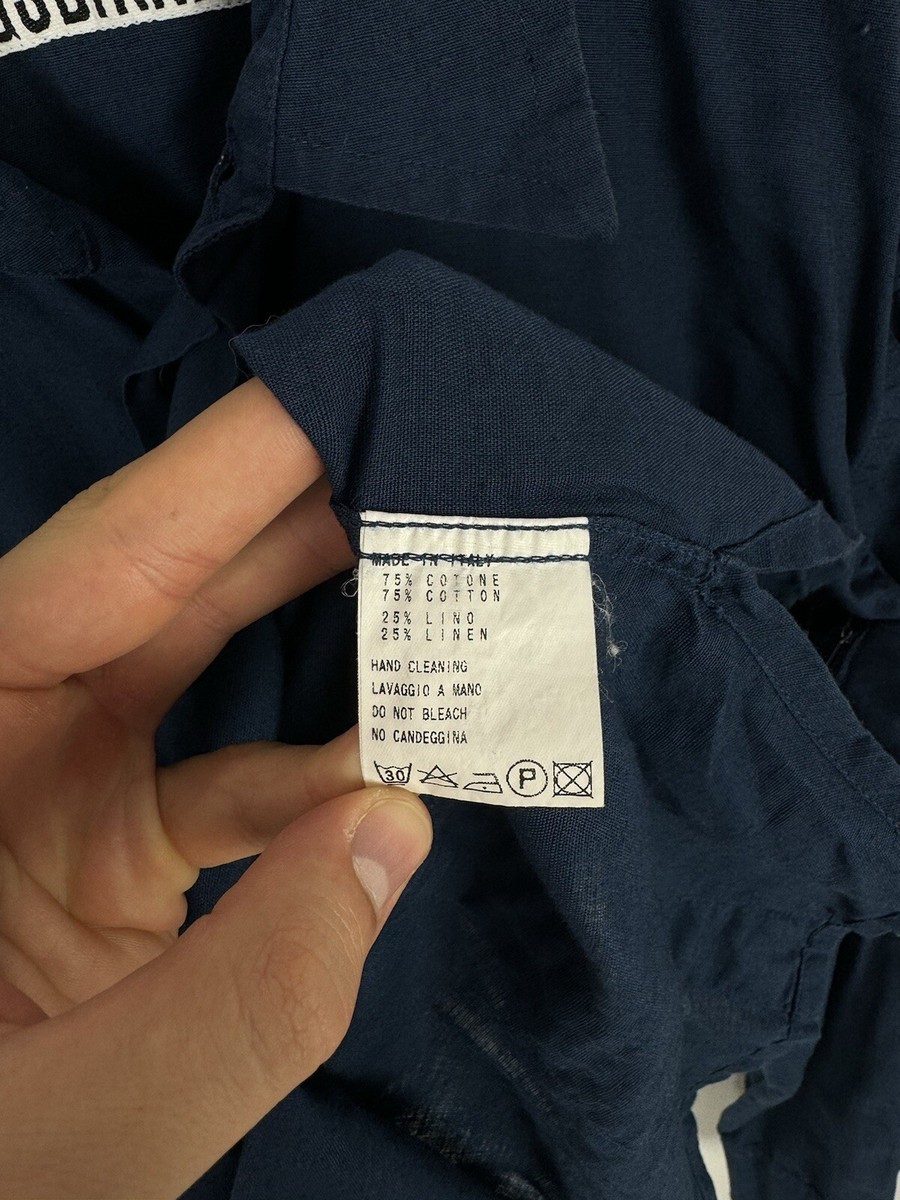 MADE IN ITALY
75% COTONE
75% COTTON
25% LINO
25% LINEN
HAND CLEANING
LAVAGGIO A MANO
DO NOT BLEACH
NO CANDEGGINA
30 P